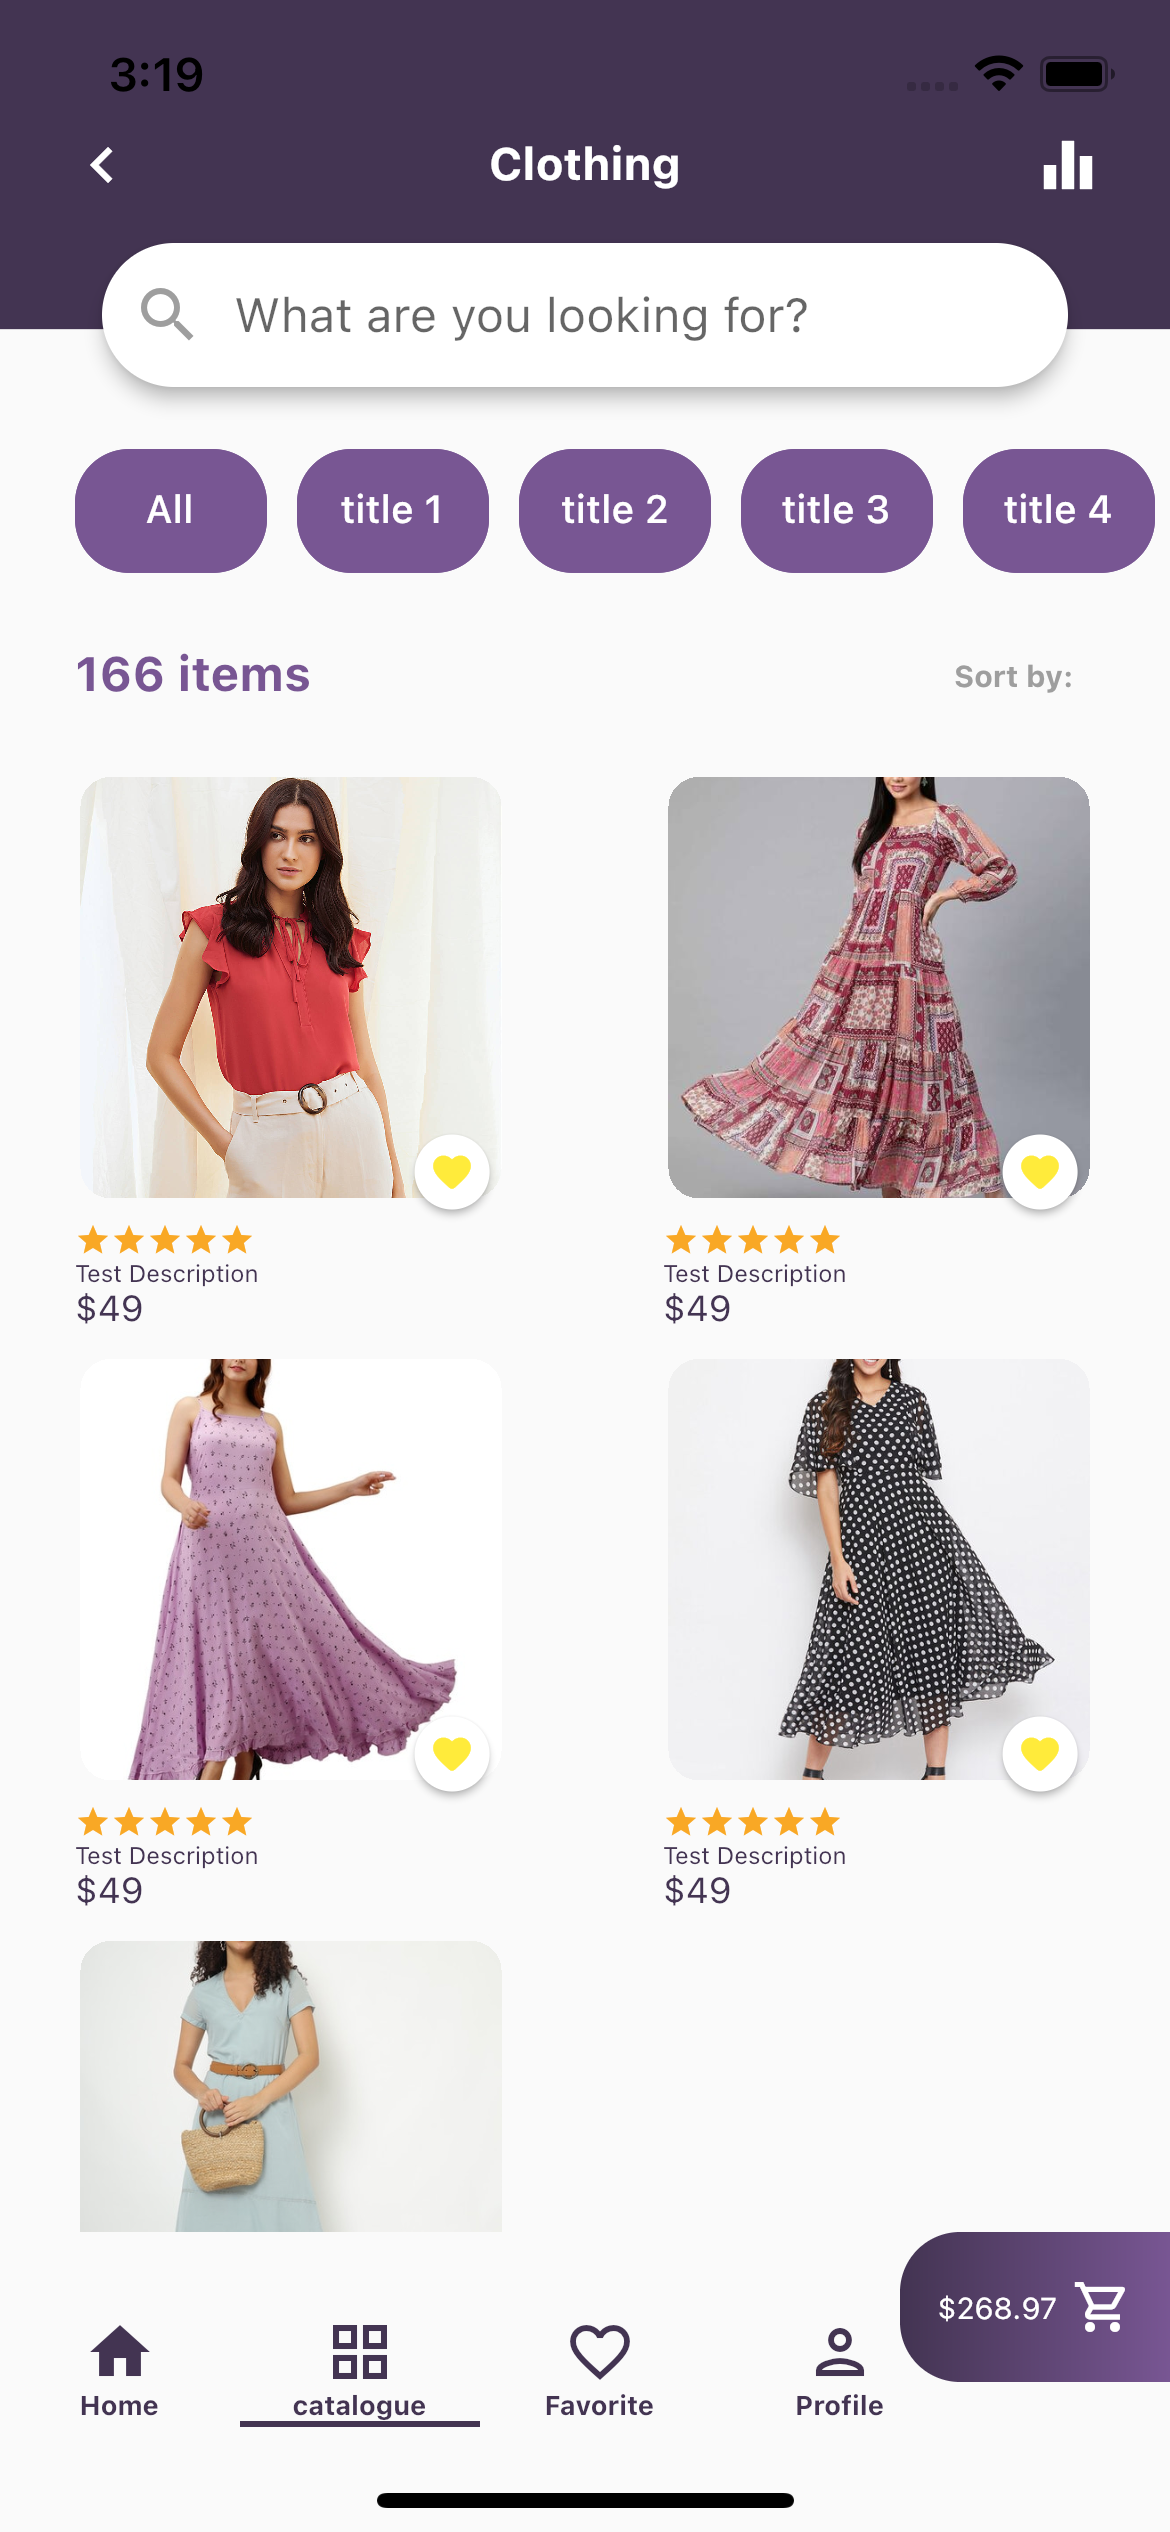 3:19
Clothing
What are you looking for?
All title 1 title 2 title 3 title 4
166 items Sort by:
Test Description Test Description
$49 $49
Test Description Test Description
$49 $49
$268.97
Home catalogue Favorite Profile